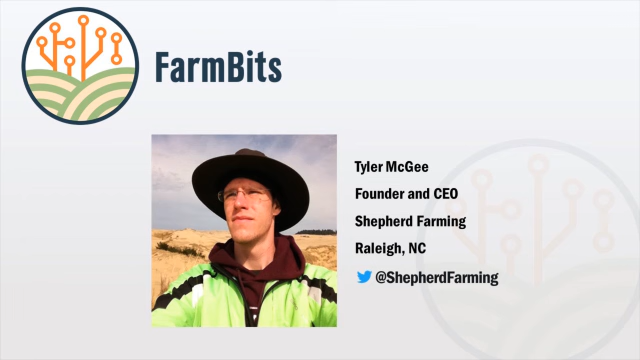 FarmBits
Tyler McGee
Founder and CEO
Shepherd Farming
Raleigh, NC
@ShepherdFarming